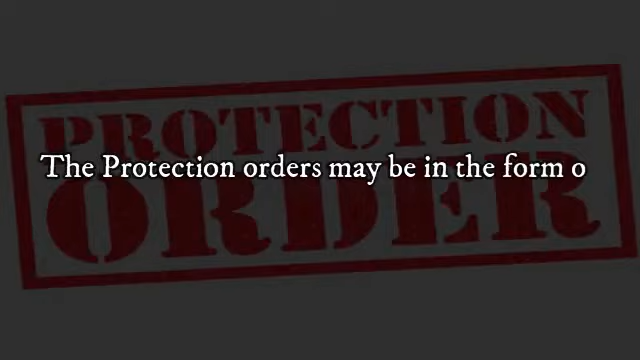 PROTECTION
The Protection orders may be in the form o
ORDER